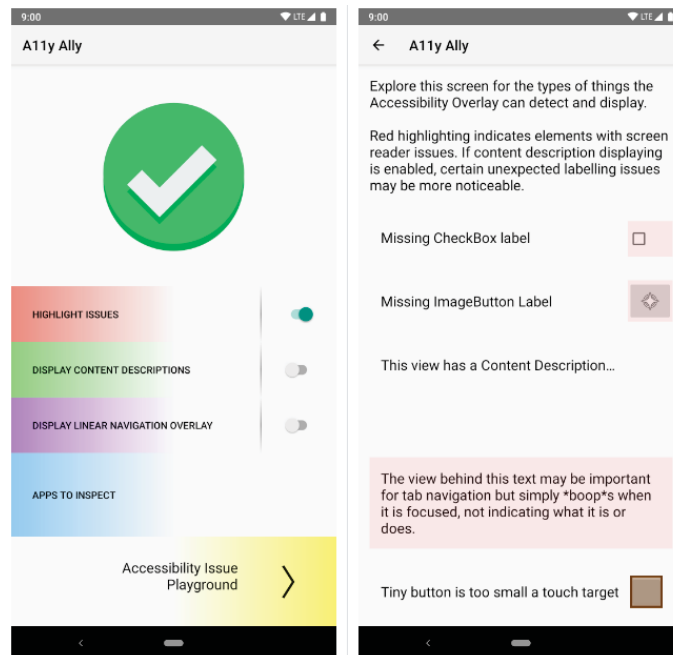 9:00 LTE
A11y Ally
HIGHLIGHT ISSUES
DISPLAY CONTENT DESCRIPTIONS
DISPLAY LINEAR NAVIGATION OVERLAY
APPS TO INSPECT
Accessibility Issue
Playground
9:00 LTE
A11y Ally
Explore this screen for the types of things the
Accessibility Overlay can detect and display.
Red highlighting indicates elements with screen
reader issues. If content description displaying
is enabled, certain unexpected labelling issues
may be more noticeable.
Missing CheckBox label
Missing ImageButton Label
This view has a Content Description...
The view behind this text may be important
for tab navigation but simply *boop*s when
it is focused, not indicating what it is or
does.
Tiny button is too small a touch target